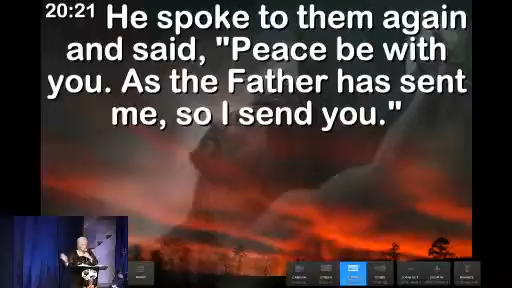 20:21 He spoke to them again
and said, "Peace be with
you. As the Father has sent
me, so I send you."